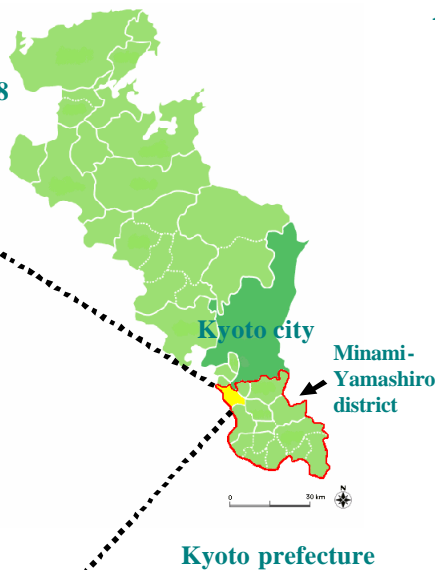 8
Kyoto city
Minami-
Yamashiro
district
N
0 30 km
Kyoto prefecture